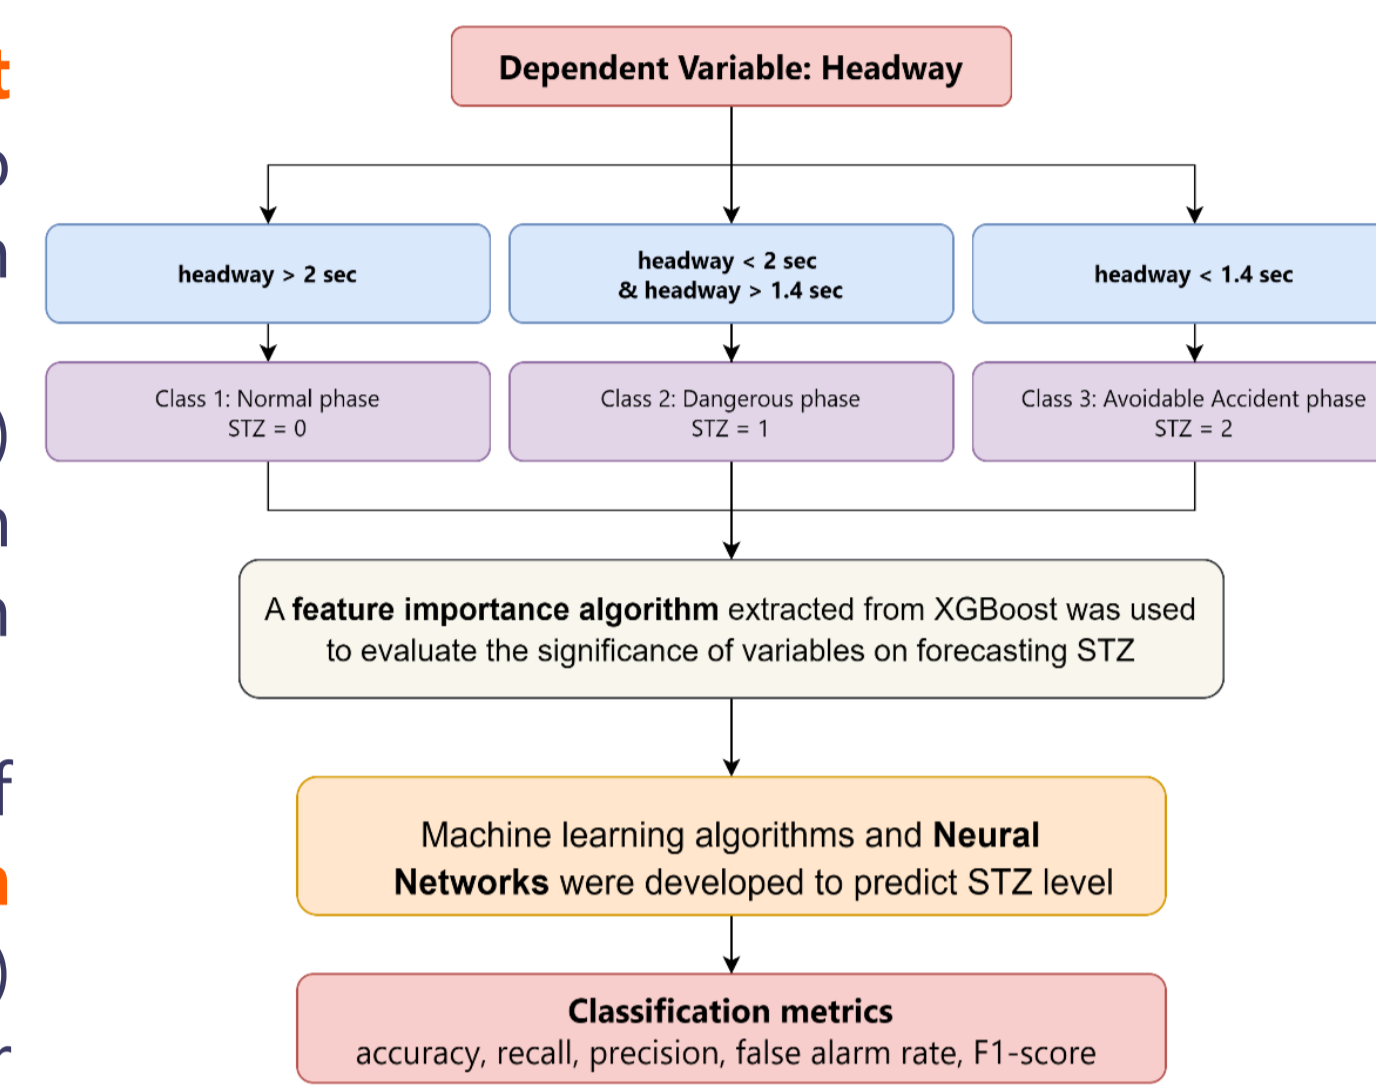 Dependent Variable: Headway
headway > 2 sec
headway < 2 sec
& headway > 1.4 sec
headway < 1.4 sec
Class 1: Normal phase
STZ = 0
Class 2: Dangerous phase
STZ = 1
Class 3: Avoidable Accident phase
STZ = 2
A feature importance algorithm extracted from XGBoost was used
to evaluate the significance of variables on forecasting STZ
Machine learning algorithms and Neural
Networks were developed to predict STZ level
Classification metrics
accuracy, recall, precision, false alarm rate, F1-score